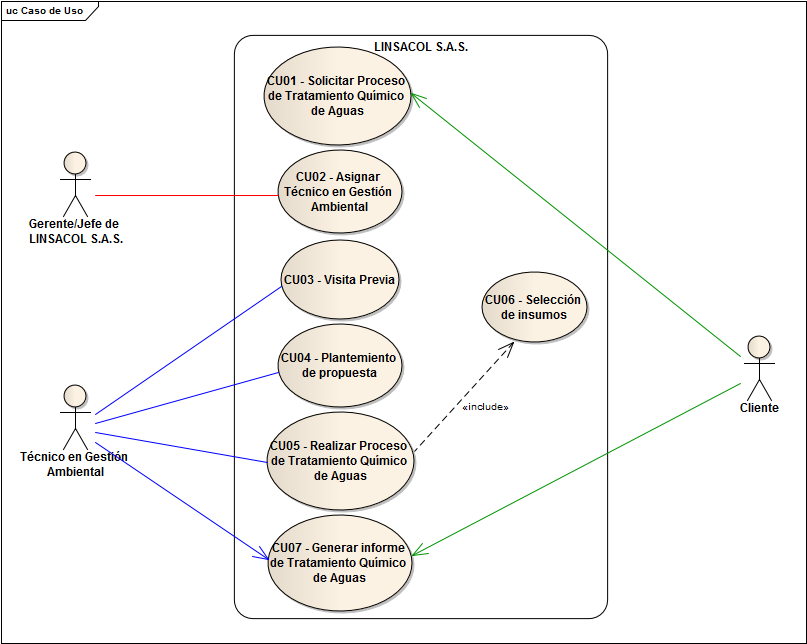 uc Caso de Uso
LINSACOL S.A.S.
CU01 - Solicitar Proceso
de Tratamiento Químico
de Aguas
CU02 - Asignar
Técnico en Gestión
Ambiental
Gerente/Jefe de
LINSACOL S.A.S.
CU03 - Visita Previa
CU06 - Selección
de insumos
CU04 - Plantemiento
de propuesta
«include»
Cliente
CU05 - Realizar Proceso
de Tratamiento Químico
de Aguas
Técnico en Gestión
Ambiental
CU07 - Generar informe
de Tratamiento Químico
de Aguas